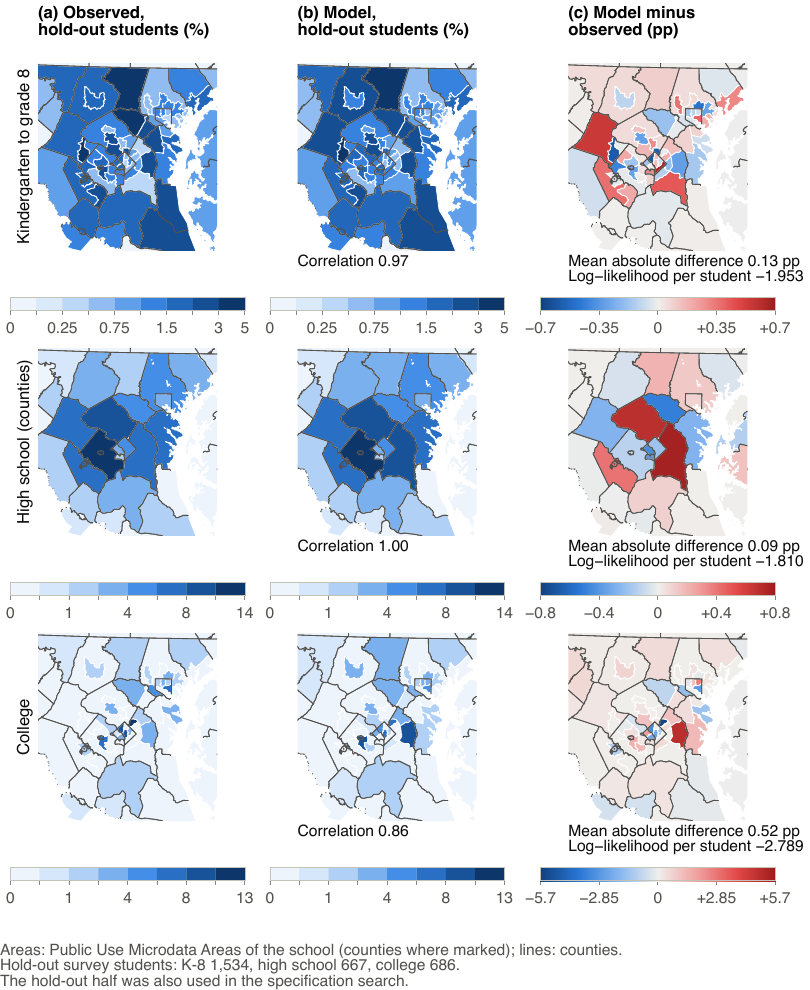 (a) Observed,
hold-out students (%)
(b) Model,
hold-out students (%)
(c) Model minus
observed (pp)
Kindergarten to grade 8
Correlation 0.97
Mean absolute difference 0.13 pp
Log−likelihood per student −1.953
0 0.25 0.75 1.5 3 5
0 0.25 0.75 1.5 3 5
−0.7 −0.35 0 +0.35 +0.7
High school (counties)
Correlation 1.00
Mean absolute difference 0.09 pp
Log−likelihood per student −1.810
0 1 4 8 14
0 1 4 8 14
−0.8 −0.4 0 +0.4 +0.8
College
Correlation 0.86
Mean absolute difference 0.52 pp
Log−likelihood per student −2.789
0 1 4 8 13
0 1 4 8 13
−5.7 −2.85 0 +2.85 +5.7
Areas: Public Use Microdata Areas of the school (counties where marked); lines: counties.
Hold-out survey students: K-8 1,534, high school 667, college 686.
The hold-out half was also used in the specification search.